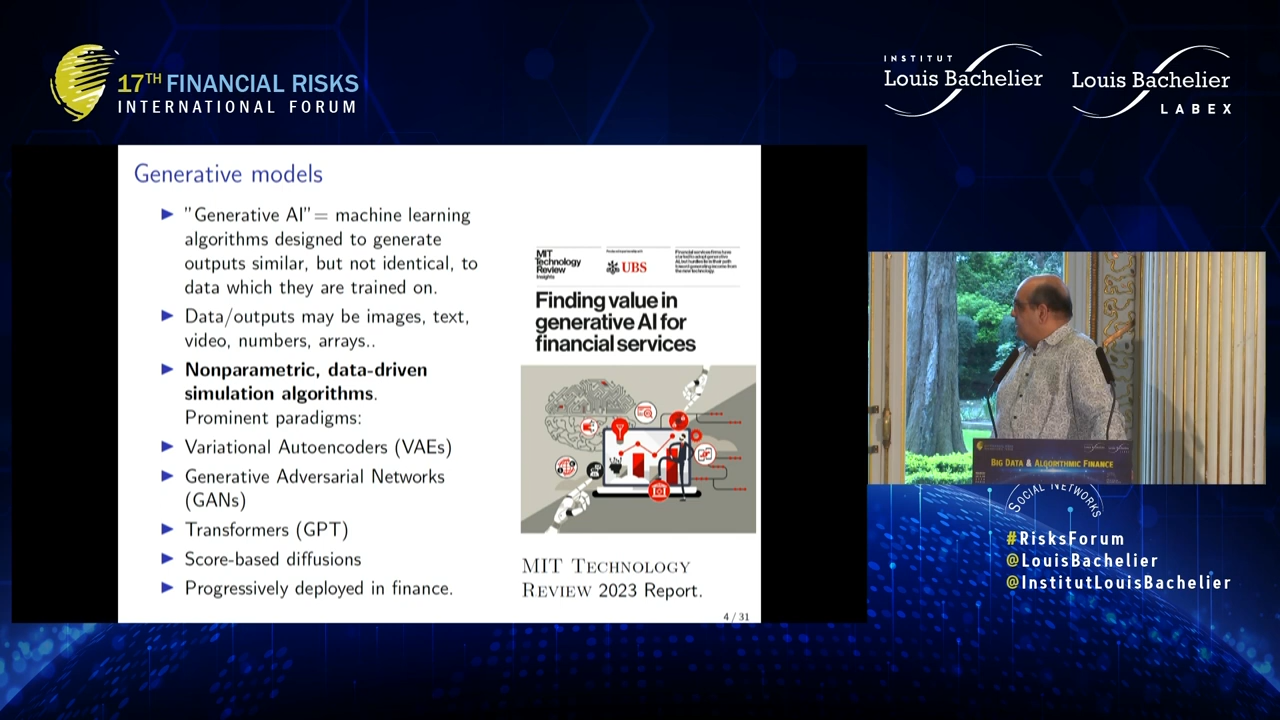 17TH FINANCIAL RISKS
INTERNATIONAL FORUM
INSTITUT
Louis Bachelier
Louis Bachelier
LABEX
Generative models
"Generative AI"= machine learning
algorithms designed to generate
outputs similar, but not identical, to
data which they are trained on.
Data/outputs may be images, text,
video, numbers, arrays..
Nonparametric, data-driven
simulation algorithms.
Prominent paradigms:
Variational Autoencoders (VAEs)
Generative Adversarial Networks
(GANs)
Transformers (GPT)
Score-based diffusions
Progressively deployed in finance.
MIT
Technology
Review
Insights
UBS
Finding value in
generative AI for
financial services
MIT TECHNOLOGY
REVIEW 2023 Report.
4 / 31
BIG DATA & ALGORITHMIC FINANCE
SOCIAL NETWORKS
#RisksForum
@LouisBachelier
@InstitutLouisBachelier